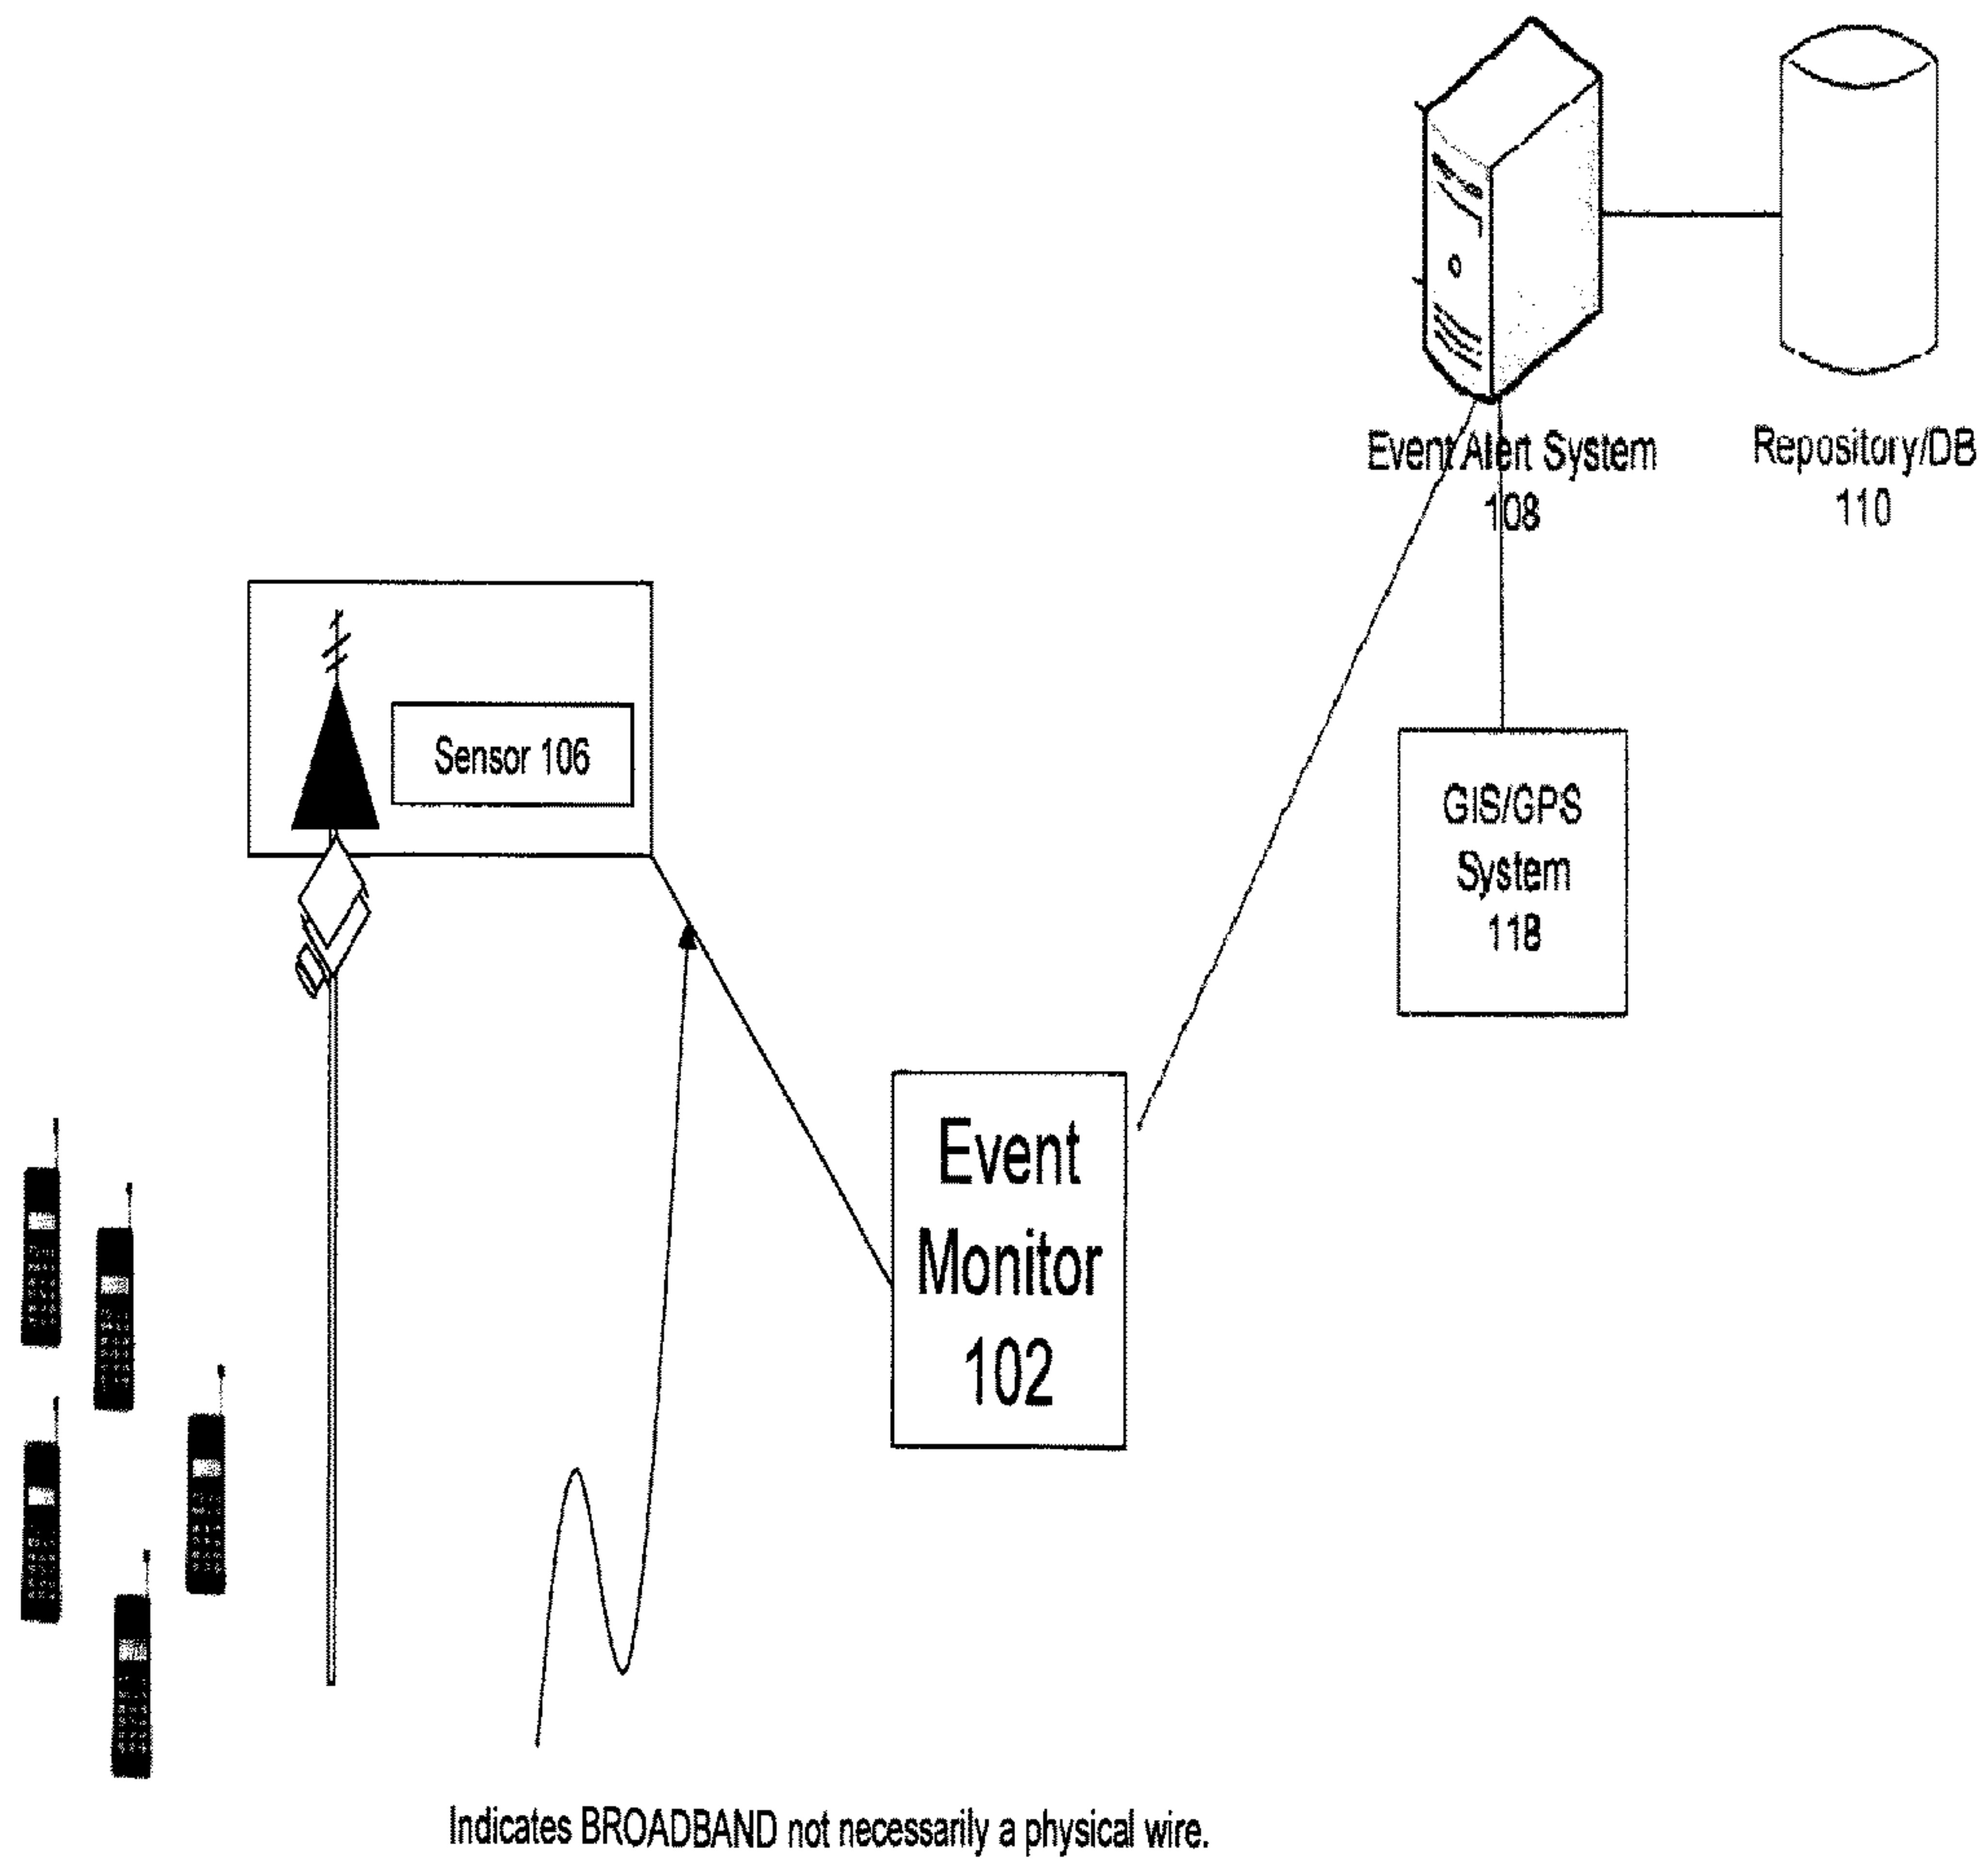 Event Alert System
108
Repository/DB
110
Sensor 106
GIS/GPS
System
118
Event
Monitor
102
Indicates BROADBAND not necessarily a physical wire.